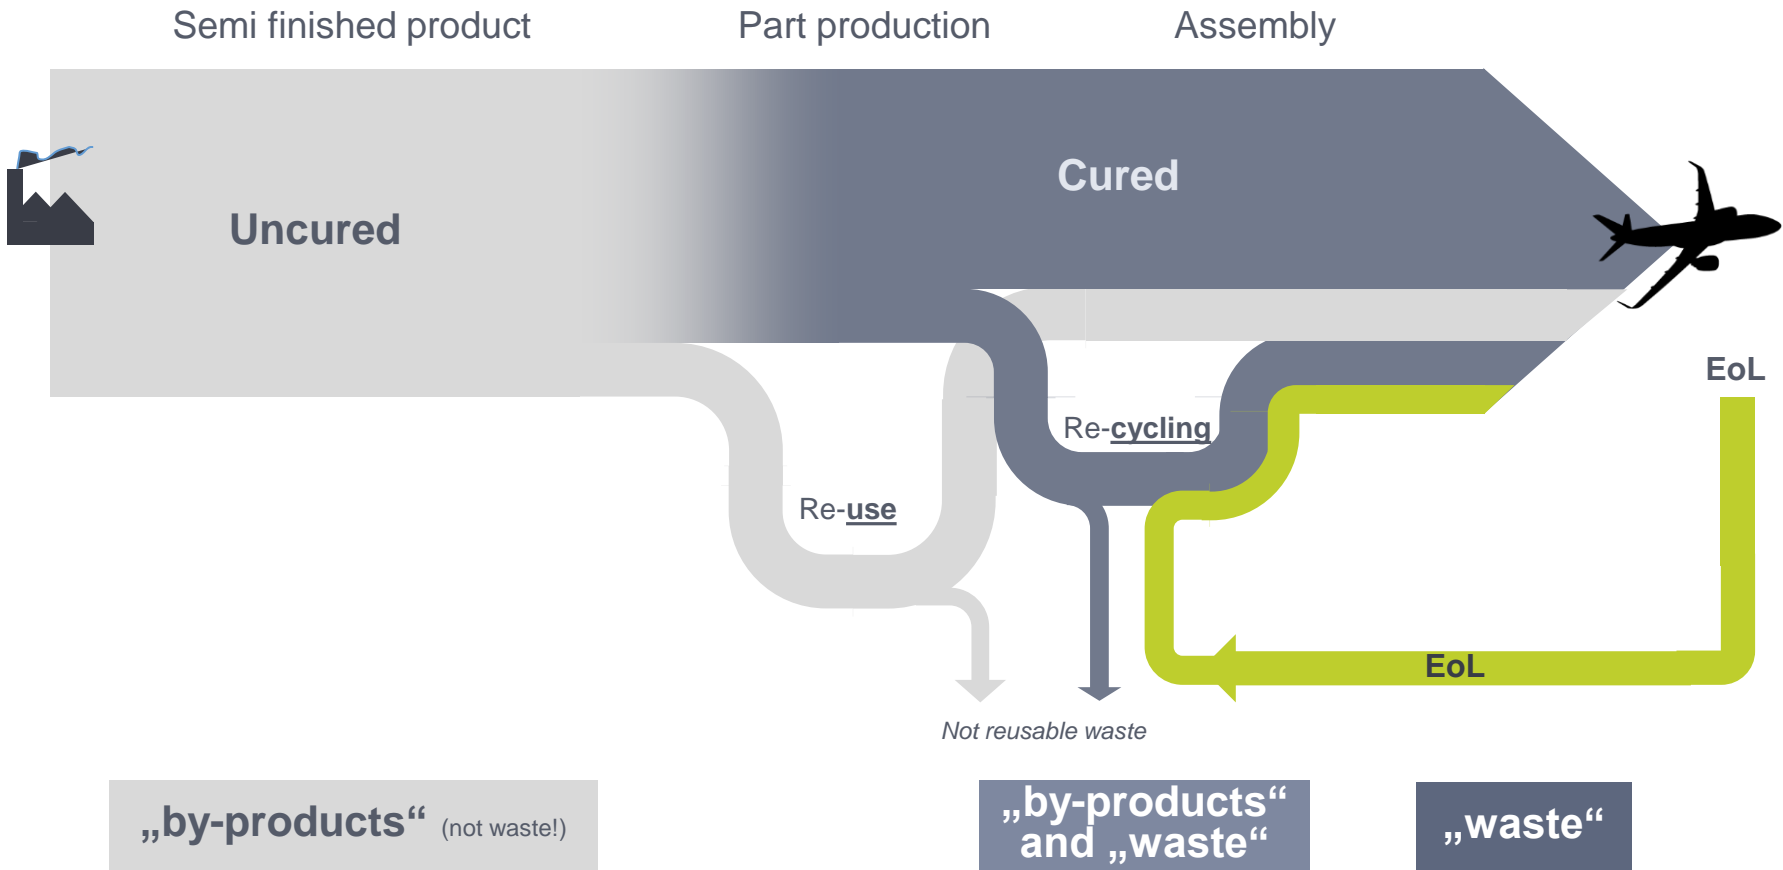 Semi finished product
Part production
Assembly
Cured
Uncured
EoL
Re-cycling
Re-use
EoL
Not reusable waste
„by-products“ (not waste!)
„by-products“
and „waste“
„waste“